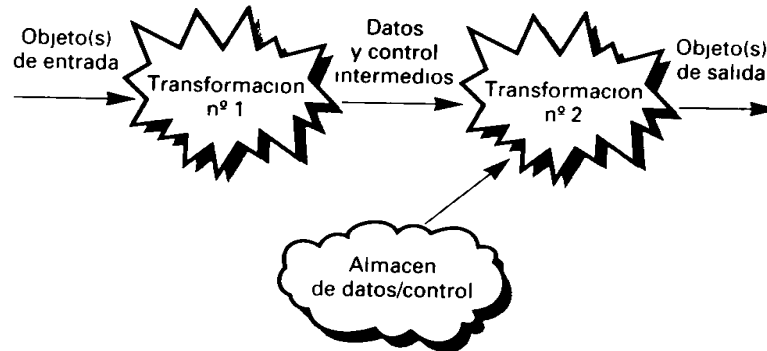 Objeto(s)
de entrada
Transformacion
nº 1
Datos
y control
intermedios
Transformacion
nº 2
Objeto(s)
de salida
Almacen
de datos/control